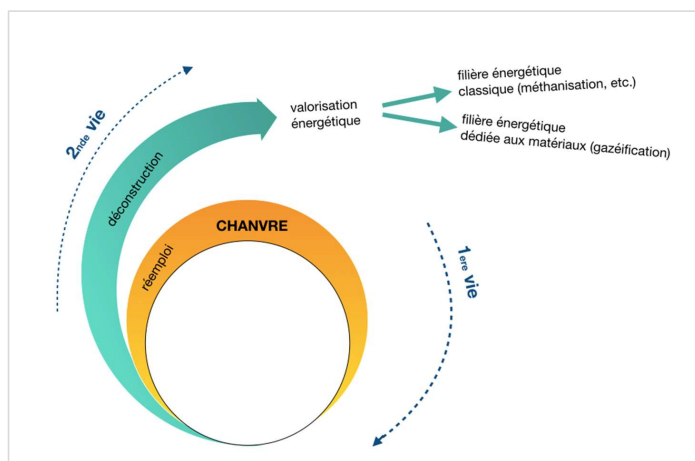 2nde vie
déconstruction
valorisation
énergétique
filière énergétique
classique (méthanisation, etc.)
filière énergétique
dédiée aux matériaux (gazéification)
CHANVRE
réemploi
1ere vie